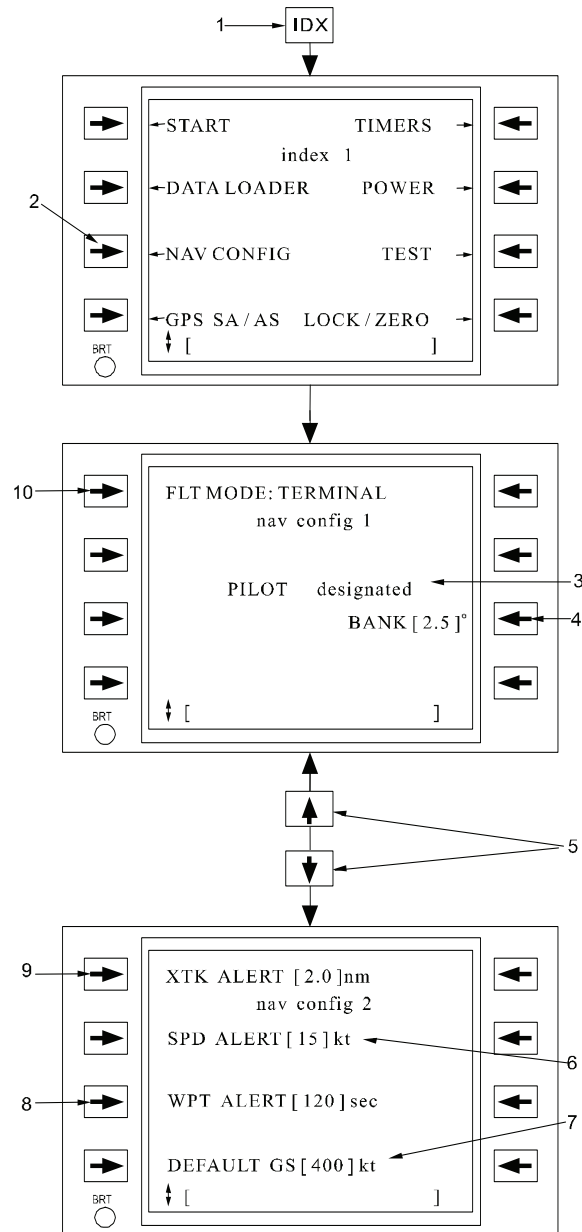 1 IDX
START TIMERS
index 1
DATA LOADER POWER
2
NAV CONFIG TEST
GPS SA / AS LOCK / ZERO
BRT [ ]
10 FLT MODE: TERMINAL
nav config 1
PILOT designated 3
BANK [ 2.5 ]° 4
BRT [ ]
5
9 XTK ALERT [ 2.0 ] nm
nav config 2
SPD ALERT [ 15 ] kt
6
8 WPT ALERT [ 120 ] sec
7
DEFAULT GS [ 400 ] kt
BRT [ ]